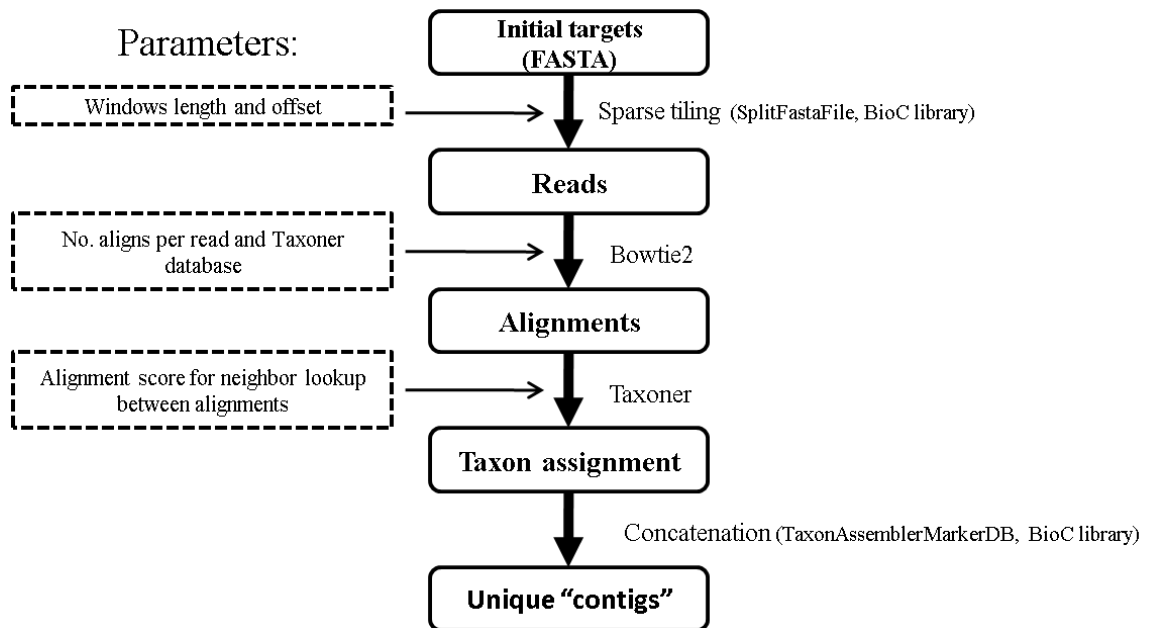 Parameters:
Initial targets
(FASTA)
Windows length and offset
Sparse tiling (SplitFastaFile, BioC library)
Reads
No. aligns per read and Taxoner
database
Bowtie2
Alignments
Alignment score for neighbor lookup
between alignments
Taxoner
Taxon assignment
Concatenation (TaxonAssemblerMarkerDB, BioC library)
Unique “contigs”